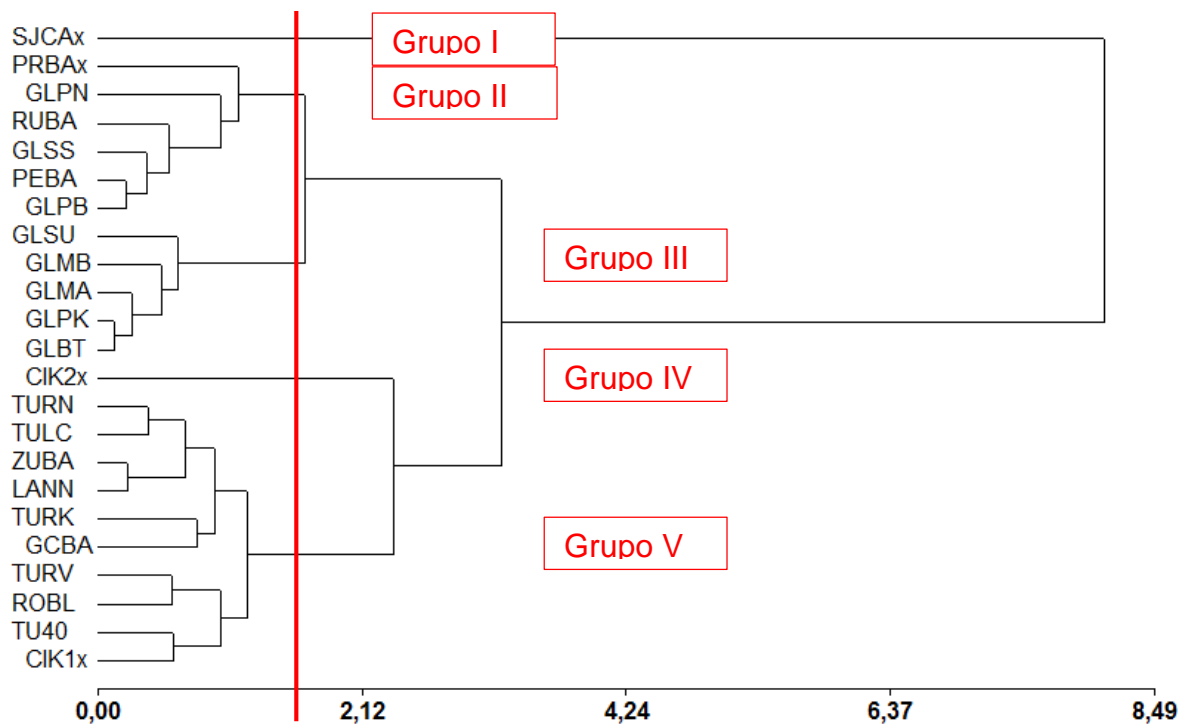 SJCAx
Grupo I
PRBAx
Grupo II
GLPN
RUBA
GLSS
PEBA
GLPB
GLSU
Grupo III
GLMB
GLMA
GLPK
GLBT
CIK2x
Grupo IV
TURN
TULC
ZUBA
LANN
TURK
GCBA
Grupo V
TURV
ROBL
TU40
CIK1x
0,00 2,12 4,24 6,37 8,49